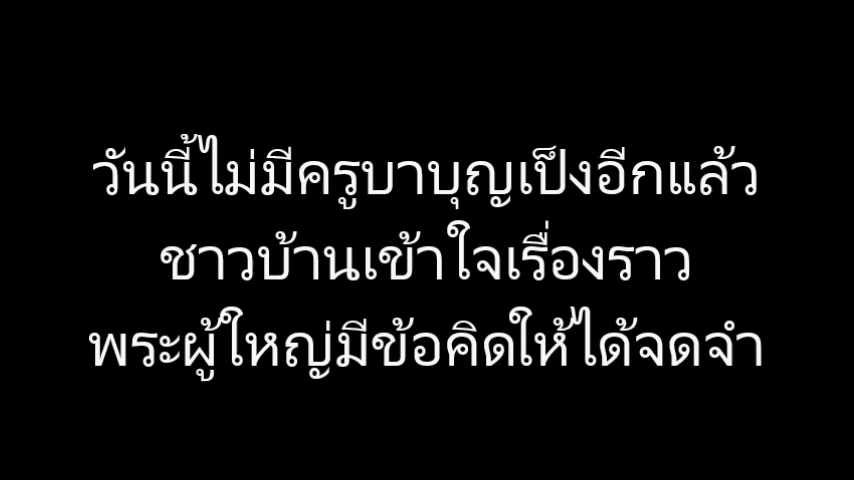 วันนี้ไม่มีครูบาบุญเป็งอีกแล้ว
ชาวบ้านเข้าใจเรื่องราว
พระผู้ใหญ่มีข้อคิดให้ได้จดจำ